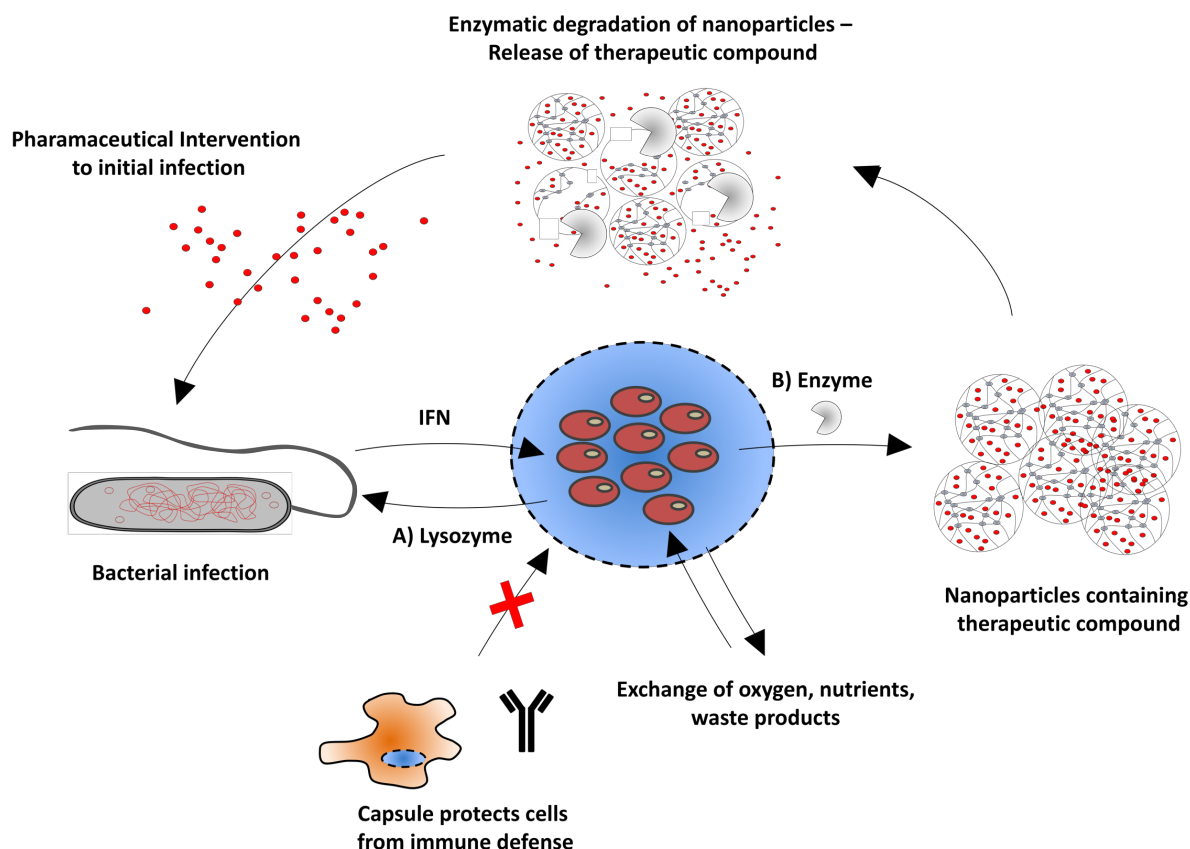 Enzymatic degradation of nanoparticles –
Release of therapeutic compound
Pharamaceutical Intervention
to initial infection
B) Enzyme
IFN
A) Lysozyme
Bacterial infection
Nanoparticles containing
therapeutic compound
Exchange of oxygen, nutrients,
waste products
Capsule protects cells
from immune defense